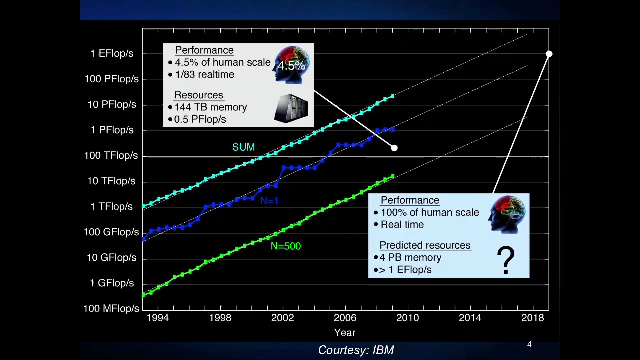 1 EFlop/s
100 PFlop/s
10 PFlop/s
1 PFlop/s
100 TFlop/s
10 TFlop/s
1 TFlop/s
100 GFlop/s
10 GFlop/s
1 GFlop/s
100 MFlop/s
Performance
• 4.5% of human scale
• 1/83 realtime
Resources
• 144 TB memory
• 0.5 PFlop/s
4.5%
SUM
N=1
N=500
Performance
• 100% of human scale
• Real time
Predicted resources
• 4 PB memory
• > 1 EFlop/s
?
1994 1998 2002 2006 2010 2014 2018
Year
4
Courtesy: IBM